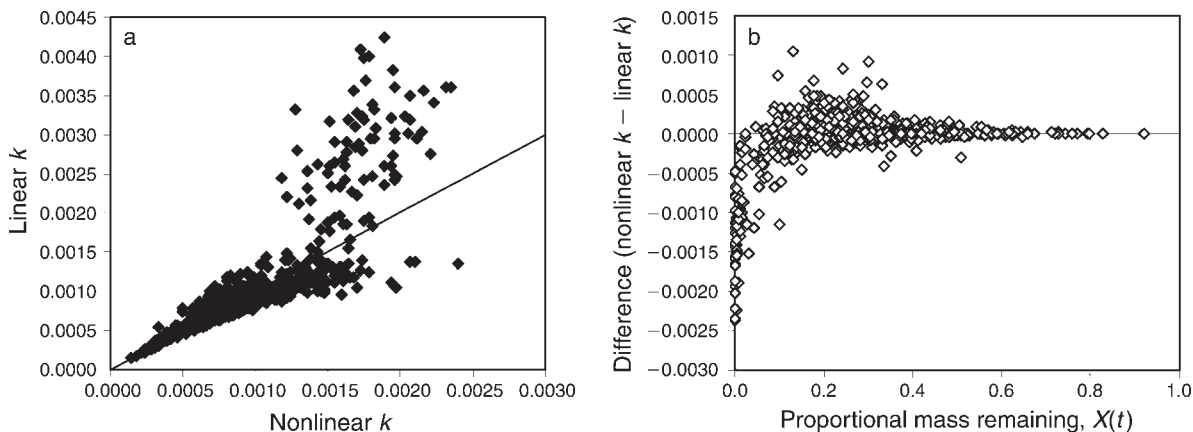 a
Linear k
0.0045
0.0040
0.0035
0.0030
0.0025
0.0020
0.0015
0.0010
0.0005
0.0000
0.0000 0.0005 0.0010 0.0015 0.0020 0.0025 0.0030
Nonlinear k
b
Difference (nonlinear k − linear k)
0.0015
0.0010
0.0005
0.0000
−0.0005
−0.0010
−0.0015
−0.0020
−0.0025
−0.0030
0.0 0.2 0.4 0.6 0.8 1.0
Proportional mass remaining, X(t)